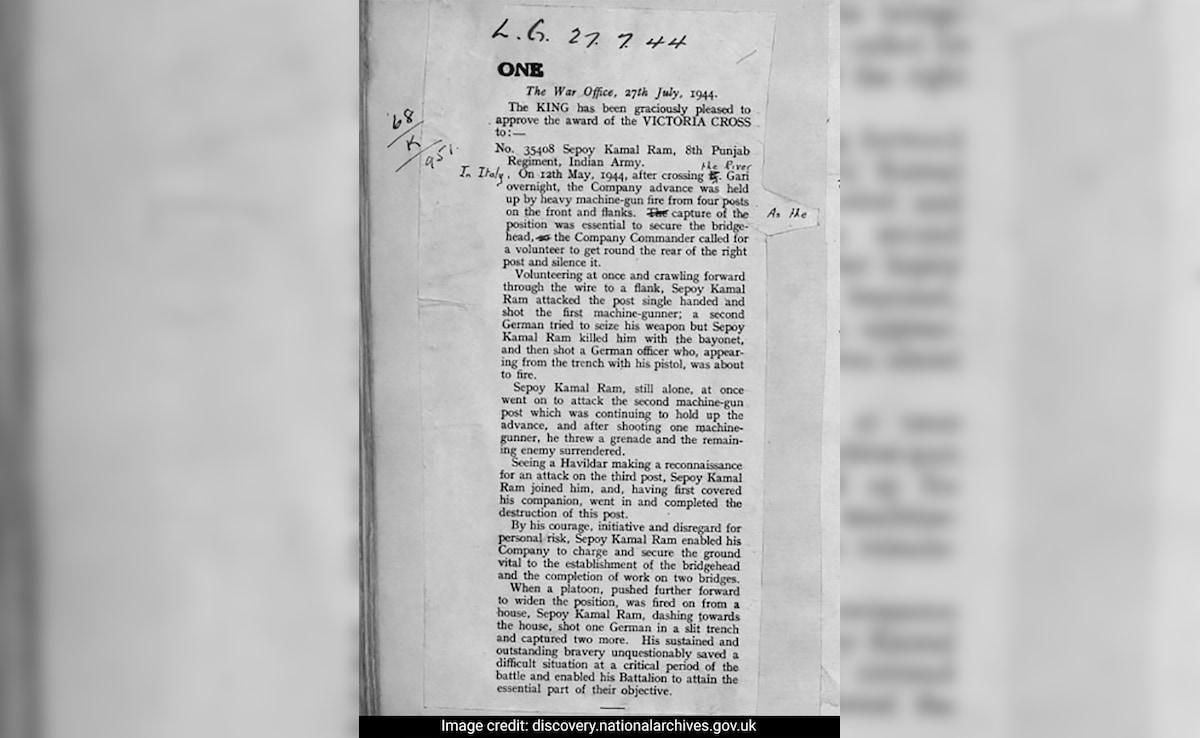 L. G. 27. 7. 44
ONE
The War Office, 27th July, 1944.
The KING has been graciously pleased to
approve the award of the VICTORIA CROSS
to:—
No. 35408 Sepoy Kamal Ram, 8th Punjab
Regiment, Indian Army.
the River
In Italy, On 12th May, 1944, after crossing Gari
overnight, the Company advance was held
up by heavy machine-gun fire from four posts
on the front and flanks. The capture of the
As the
position was essential to secure the bridge-
head, so the Company Commander called for
a volunteer to get round the rear of the right
post and silence it.
Volunteering at once and crawling forward
through the wire to a flank, Sepoy Kamal
Ram attacked the post single handed and
shot the first machine-gunner; a second
German tried to seize his weapon but Sepoy
Kamal Ram killed him with the bayonet,
and then shot a German officer who, appear-
ing from the trench with his pistol, was about
to fire.
Sepoy Kamal Ram, still alone, at once
went on to attack the second machine-gun
post which was continuing to hold up the
advance, and after shooting one machine-
gunner, he threw a grenade and the remain-
ing enemy surrendered.
Seeing a Havildar making a reconnaissance
for an attack on the third post, Sepoy Kamal
Ram joined him, and, having first covered
his companion, went in and completed the
destruction of this post.
By his courage, initiative and disregard for
personal risk, Sepoy Kamal Ram enabled his
Company to charge and secure the ground
vital to the establishment of the bridgehead
and the completion of work on two bridges.
When a platoon, pushed further forward
to widen the position, was fired on from a
house, Sepoy Kamal Ram, dashing towards
the house, shot one German in a slit trench
and captured two more. His sustained and
outstanding bravery unquestionably saved a
difficult situation at a critical period of the
battle and enabled his Battalion to attain the
essential part of their objective.
'68
K
951.
Image credit: discovery.nationalarchives.gov.uk